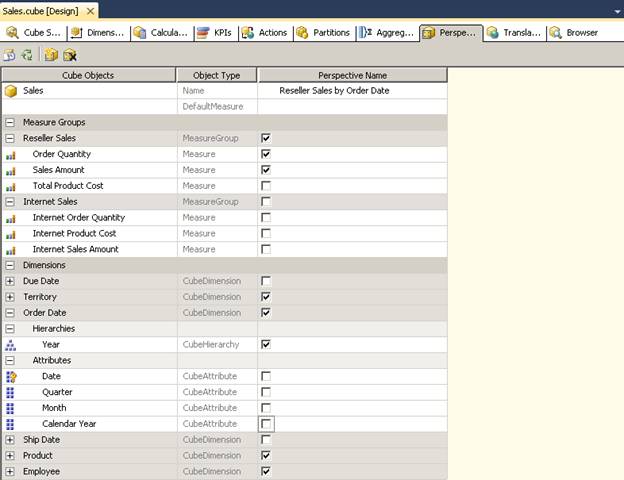 Sales.cube [Design]
Cube S... Dimens... Calcula... KPIs Actions Partitions Aggreg... Perspe... Transla... Browser
Cube Objects Object Type Perspective Name
Sales Name Reseller Sales by Order Date
DefaultMeasure
Measure Groups
Reseller Sales MeasureGroup
Order Quantity Measure
Sales Amount Measure
Total Product Cost Measure
Internet Sales MeasureGroup
Internet Order Quantity Measure
Internet Product Cost Measure
Internet Sales Amount Measure
Dimensions
Due Date CubeDimension
Territory CubeDimension
Order Date CubeDimension
Hierarchies
Year CubeHierarchy
Attributes
Date CubeAttribute
Quarter CubeAttribute
Month CubeAttribute
Calendar Year CubeAttribute
Ship Date CubeDimension
Product CubeDimension
Employee CubeDimension